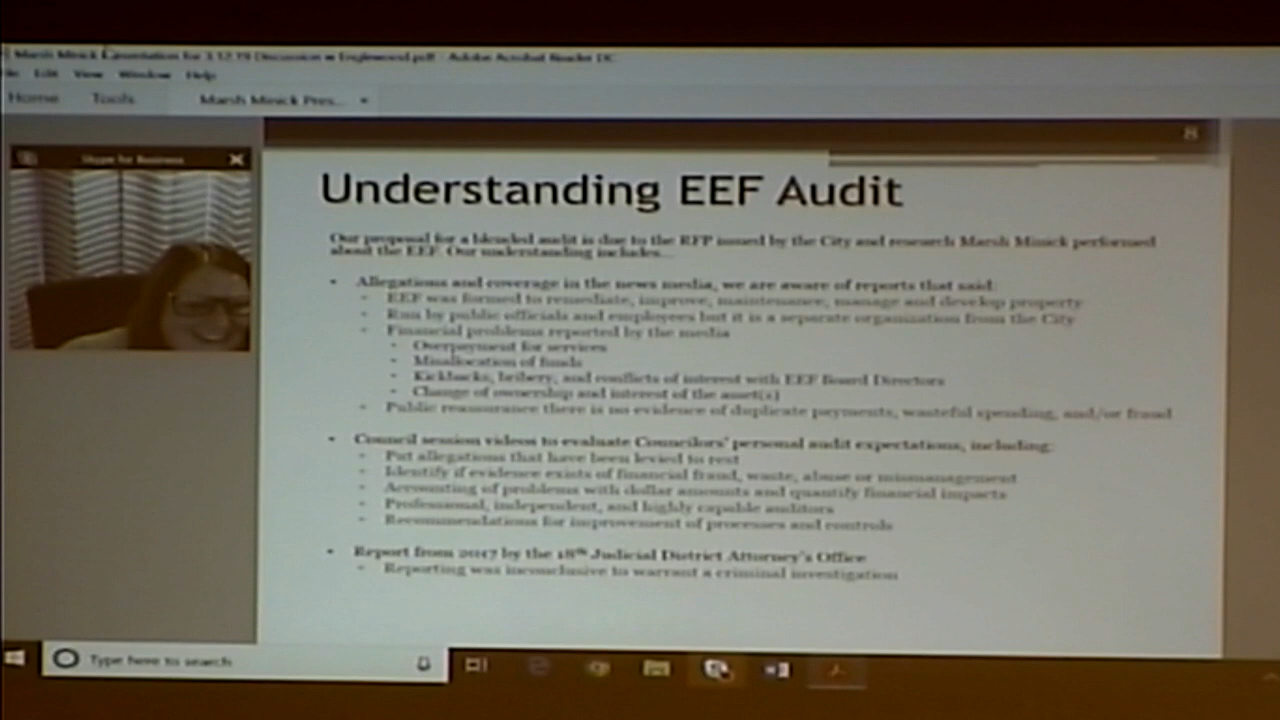 Marsh Minick Presentation for 3.12.19 Discussion w Englewood.pdf - Adobe Acrobat Reader DC
Edit View Window Help
Home Tools Marsh Minick Pres...
8
Skype for Business
Understanding EEF Audit
Our proposal for a blended audit is due to the RFP issued by the City and research Marsh Minick performed
about the EEF. Our understanding includes...
• Allegations and coverage in the news media, we are aware of reports that said:
- EEF was formed to remediate, improve, maintenance, manage and develop property
- Run by public officials and employees but it is a separate organization from the City
- Financial problems reported by the media
- Overpayment for services
- Misallocation of funds
- Kickbacks, bribery, and conflicts of interest with EEF Board Directors
- Change of ownership and interest of the asset(s)
- Public reassurance there is no evidence of duplicate payments, wasteful spending, and/or fraud
• Council session videos to evaluate Councilors' personal audit expectations, including:
- Put allegations that have been levied to rest
- Identify if evidence exists of financial fraud, waste, abuse or mismanagement
- Accounting of problems with dollar amounts and quantify financial impacts
- Professional, independent, and highly capable auditors
- Recommendations for improvement of processes and controls
• Report from 2017 by the 18th Judicial District Attorney's Office
- Reporting was inconclusive to warrant a criminal investigation
Type here to search